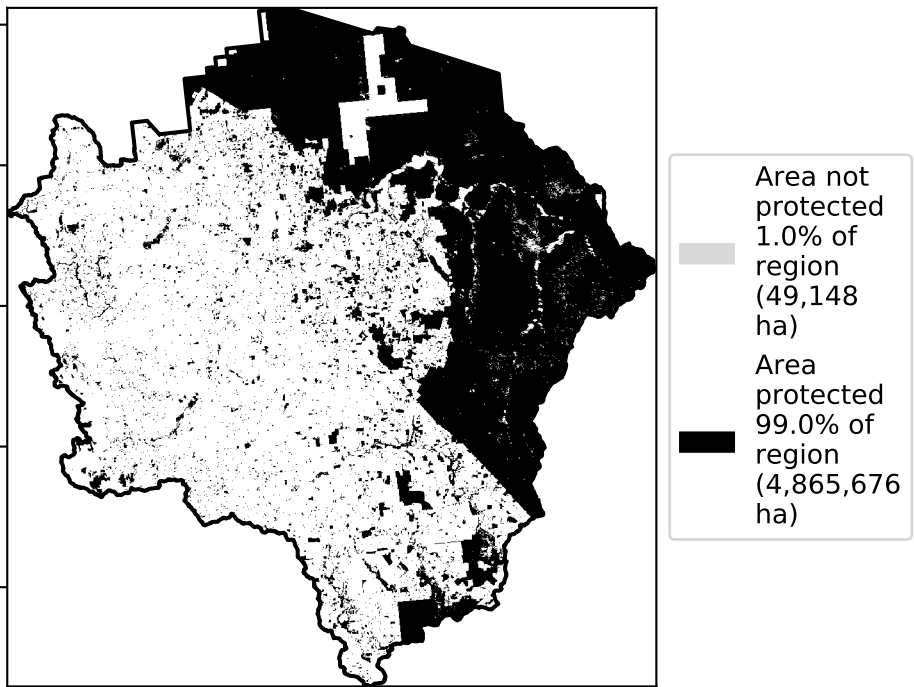 Area not
protected
1.0% of
region
(49,148
ha)
Area
protected
99.0% of
region
(4,865,676
ha)